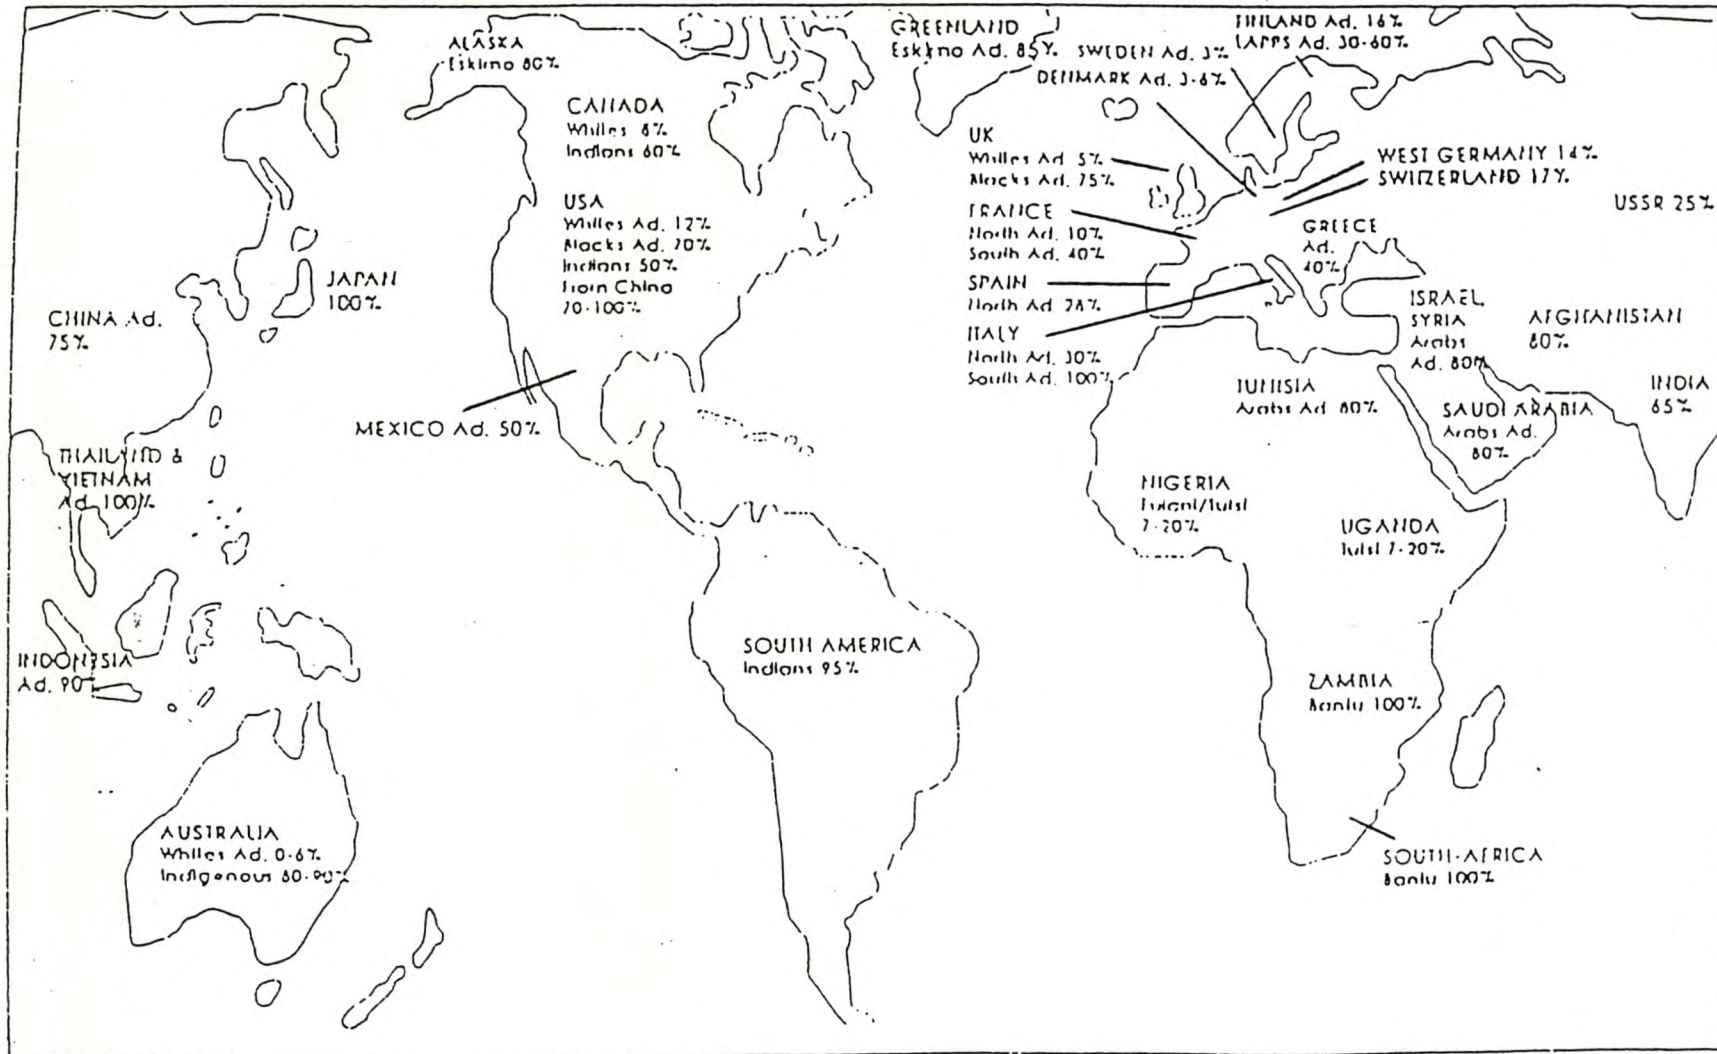 ALASKA
Eskimo 80%
CANADA
Whites 8%
Indians 60%
USA
Whites Ad. 12%
Blacks Ad. 70%
Indians 50%
From China
70-100%
MEXICO Ad. 50%
GREENLAND
Eskimo Ad. 85%
SWEDEN Ad. 3%
DENMARK Ad. 3-6%
FINLAND Ad. 16%
LAPPS Ad. 30-60%
UK
Whites Ad. 5%
Blacks Ad. 75%
FRANCE
North Ad. 10%
South Ad. 40%
SPAIN
North Ad. 28%
ITALY
North Ad. 30%
South Ad. 100%
WEST GERMANY 14%
SWITZERLAND 17%
USSR 25%
GREECE
Ad.
40%
ISRAEL,
SYRIA
Arabs
Ad. 80%
AFGHANISTAN
80%
INDIA
65%
TUNISIA
Arabs Ad. 80%
SAUDI ARABIA
Arabs Ad.
80%
JAPAN
100%
CHINA Ad.
75%
THAILAND &
VIETNAM
Ad. 100%
INDONESIA
Ad. 90
AUSTRALIA
Whites Ad. 0-6%
Indigenous 80-90%
SOUTH AMERICA
Indians 95%
NIGERIA
7-20%
UGANDA
Tutsi 7-20%
ZAMBIA
Bantu 100%
SOUTH-AFRICA
Bantu 100%